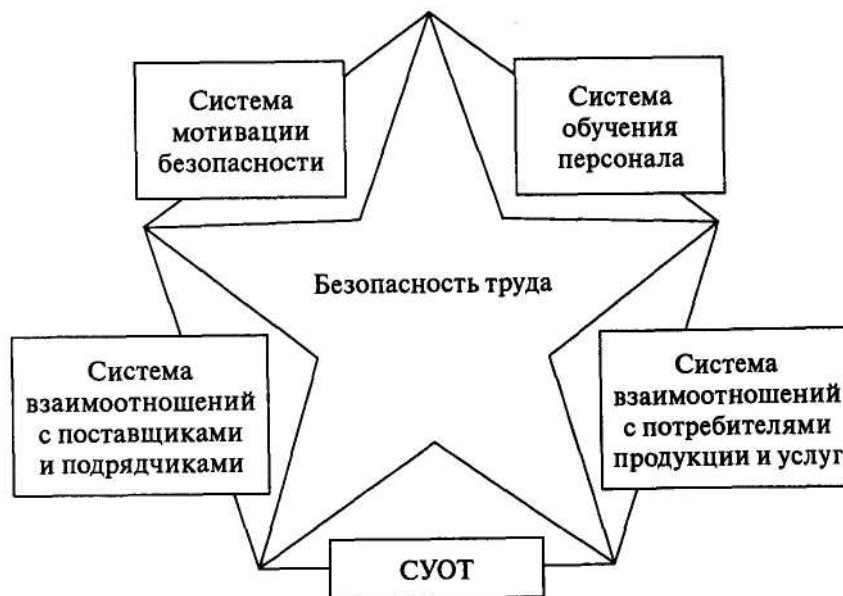 Система
мотивации
безопасности
Система
обучения
персонала
Безопасность труда
Система
взаимоотношений
с поставщиками
и подрядчиками
Система
взаимоотношений
с потребителями
продукции и услуг
СУОТ